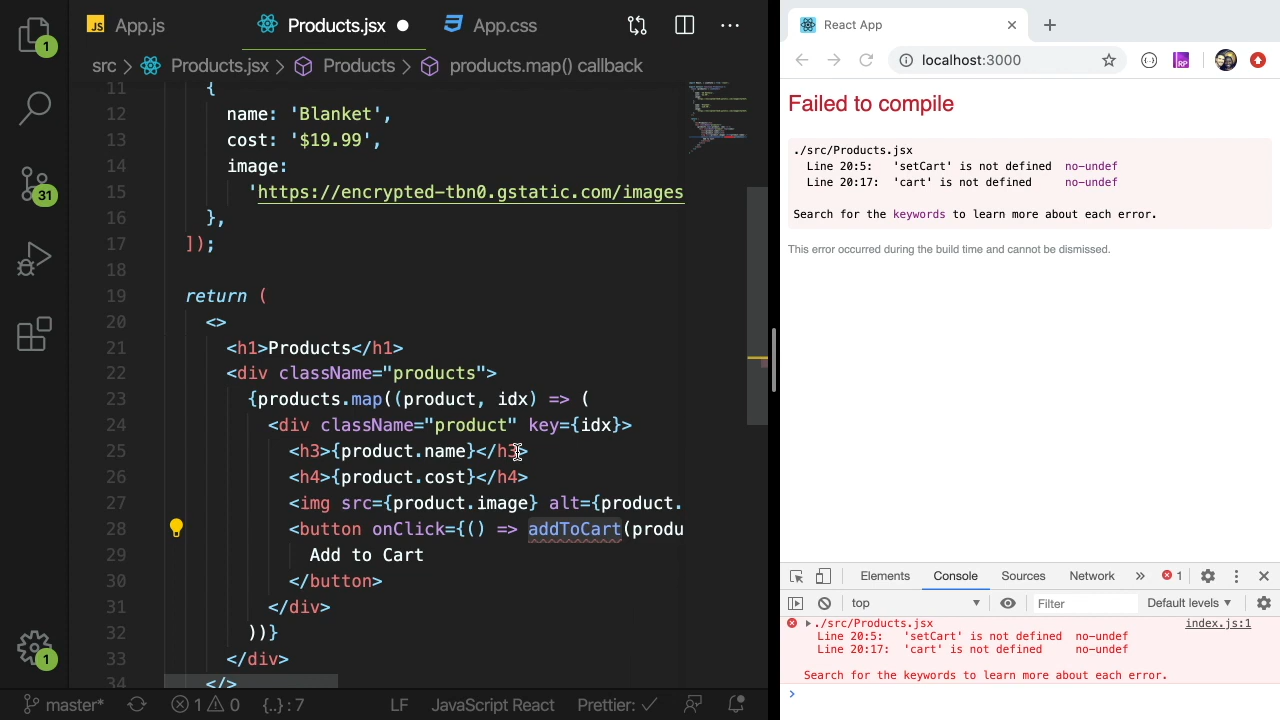 1
31
1
JS App.js
Products.jsx
App.css
src > Products.jsx > Products > products.map() callback
11 {
12 name: 'Blanket',
13 cost: '$19.99',
14 image:
15 'https://encrypted-tbn0.gstatic.com/images
16 },
17 ]);
18
19 return (
20 <>
21 <h1>Products</h1>
22 <div className="products">
23 {products.map((product, idx) => (
24 <div className="product" key={idx}>
25 <h3>{product.name}</h3>
26 <h4>{product.cost}</h4>
27 <img src={product.image} alt={product.
28 <button onClick={() => addToCart(produ
29 Add to Cart
30 </button>
31 </div>
32 ))}
33 </div>
34 </>
master*
1 0
{..} : 7
LF
JavaScript React
Prettier: ✓
React App
localhost:3000
RP
Failed to compile
./src/Products.jsx
Line 20:5: 'setCart' is not defined no-undef
Line 20:17: 'cart' is not defined no-undef
Search for the keywords to learn more about each error.
This error occurred during the build time and cannot be dismissed.
Elements Console Sources Network » 1
top
Filter
Default levels ▼
./src/Products.jsx index.js:1
Line 20:5: 'setCart' is not defined no-undef
Line 20:17: 'cart' is not defined no-undef
Search for the keywords to learn more about each error.
>